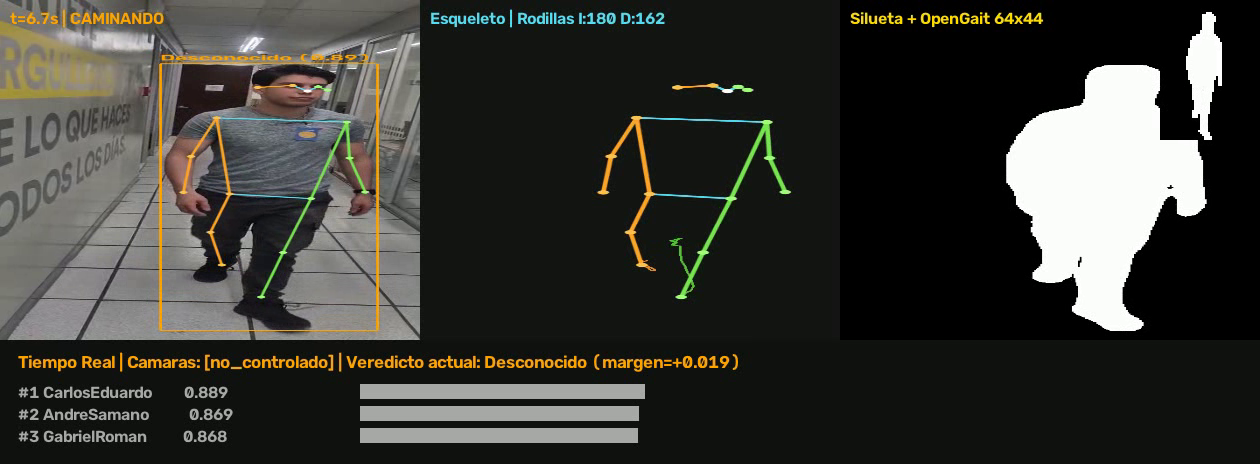 t=6.7s | CAMINANDO
Esqueleto | Rodillas I:180 D:162
Silueta + OpenGait 64x44
Desconocido (0.89)
E LO QUE HACES
ODOS LOS DÍAS.
Tiempo Real | Camaras: [no_controlado] | Veredicto actual: Desconocido (margen=+0.019)
#1 CarlosEduardo 0.889
#2 AndreSamano 0.869
#3 GabrielRoman 0.868